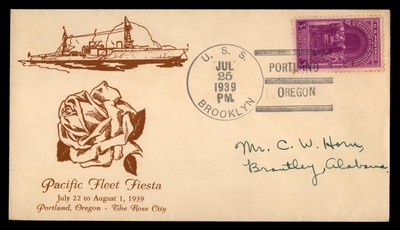 U. S. S.
JUL
25
1939
PM.
BROOKLYN
PORTLAND
OREGON
Mr. C. W. Horn,
Brantley, Alabama.
Pacific Fleet Fiesta
July 22 to August 1, 1939
Portland, Oregon - The Rose City